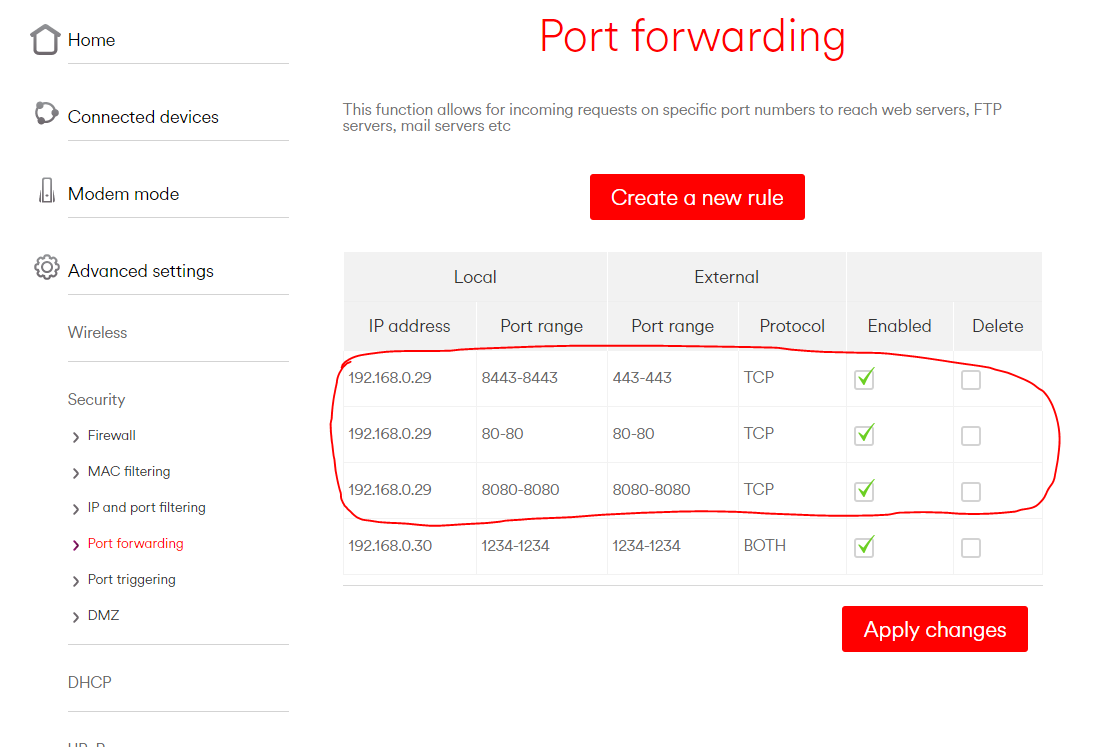 Home
Connected devices
Modem mode
Advanced settings
Wireless
Security
Firewall
MAC filtering
IP and port filtering
Port forwarding
Port triggering
DMZ
DHCP
Port forwarding
This function allows for incoming requests on specific port numbers to reach web servers, FTP
servers, mail servers etc
Create a new rule
Local External
IP address Port range Port range Protocol Enabled Delete
192.168.0.29 8443-8443 443-443 TCP
192.168.0.29 80-80 80-80 TCP
192.168.0.29 8080-8080 8080-8080 TCP
192.168.0.30 1234-1234 1234-1234 BOTH
Apply changes